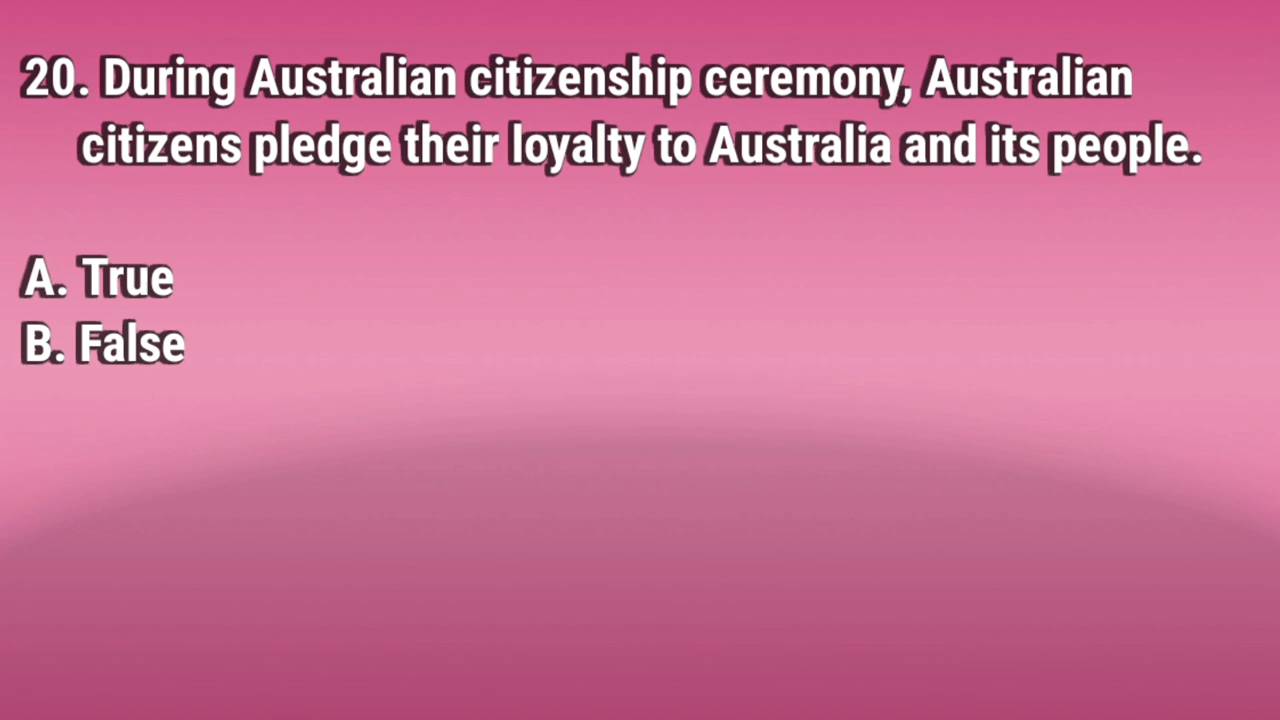 20. During Australian citizenship ceremony, Australian
citizens pledge their loyalty to Australia and its people.
A. True
B. False